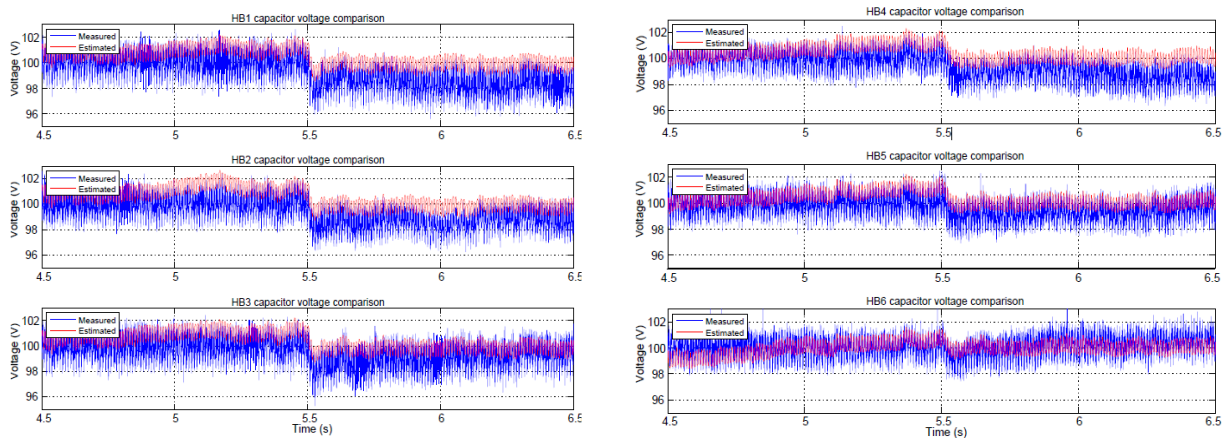 HB1 capacitor voltage comparison
Voltage (V)
102
100
98
96
Measured
Estimated
4.5 5 5.5 6 6.5
HB2 capacitor voltage comparison
Voltage (V)
102
100
98
96
Measured
Estimated
4.5 5 5.5 6 6.5
HB3 capacitor voltage comparison
Voltage (V)
102
100
98
96
Measured
Estimated
4.5 5 5.5 6 6.5
Time (s)
HB4 capacitor voltage comparison
Voltage (V)
102
100
98
96
Measured
Estimated
4.5 5 5.5 6 6.5
HB5 capacitor voltage comparison
Voltage (V)
102
100
98
96
Measured
Estimated
4.5 5 5.5 6 6.5
HB6 capacitor voltage comparison
Voltage (V)
102
100
98
96
Measured
Estimated
4.5 5 5.5 6 6.5
Time (s)